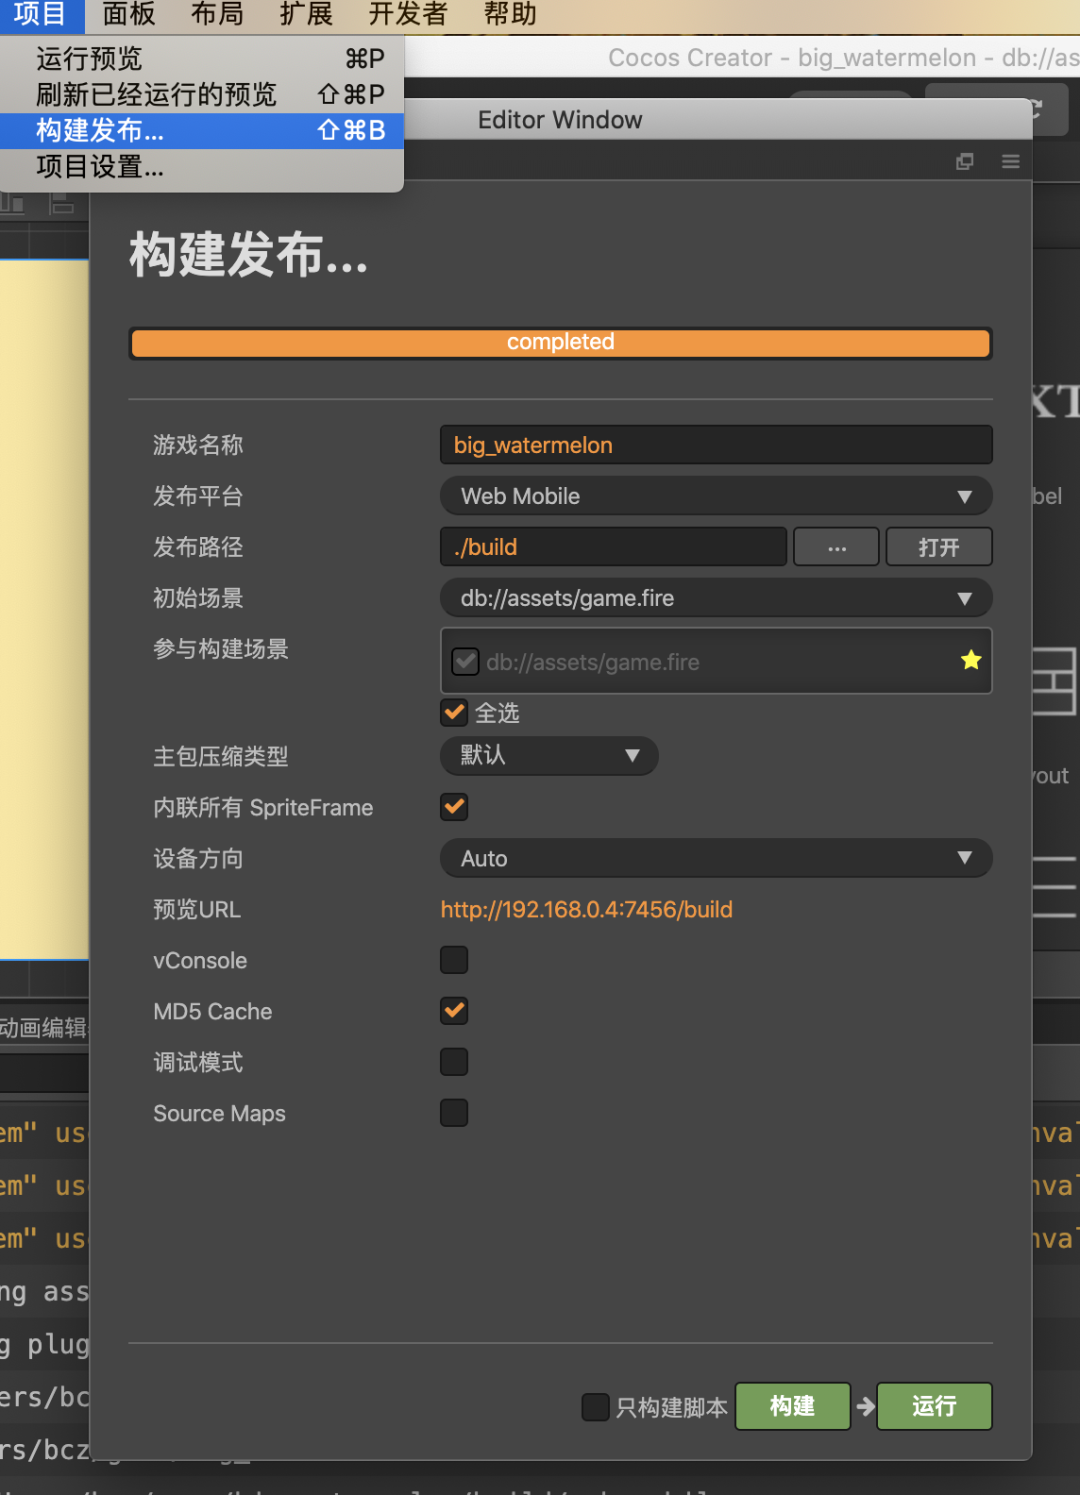 项目 面板 布局 扩展 开发者 帮助
运行预览 ⌘P
刷新已经运行的预览 ⇧⌘P
构建发布... ⇧⌘B
项目设置...
Cocos Creator - big_watermelon - db://as
Editor Window
构建发布...
completed
游戏名称 big_watermelon
发布平台 Web Mobile
发布路径 ./build ... 打开
初始场景 db://assets/game.fire
参与构建场景 db://assets/game.fire
全选
主包压缩类型 默认
内联所有 SpriteFrame
设备方向 Auto
预览URL http://192.168.0.4:7456/build
vConsole
MD5 Cache
调试模式
Source Maps
只构建脚本 构建 运行
XT
bel
out
动画编辑
em" us nva
em" us nva
em" us nva
ng ass
g plug
ers/bc
rs/bcz